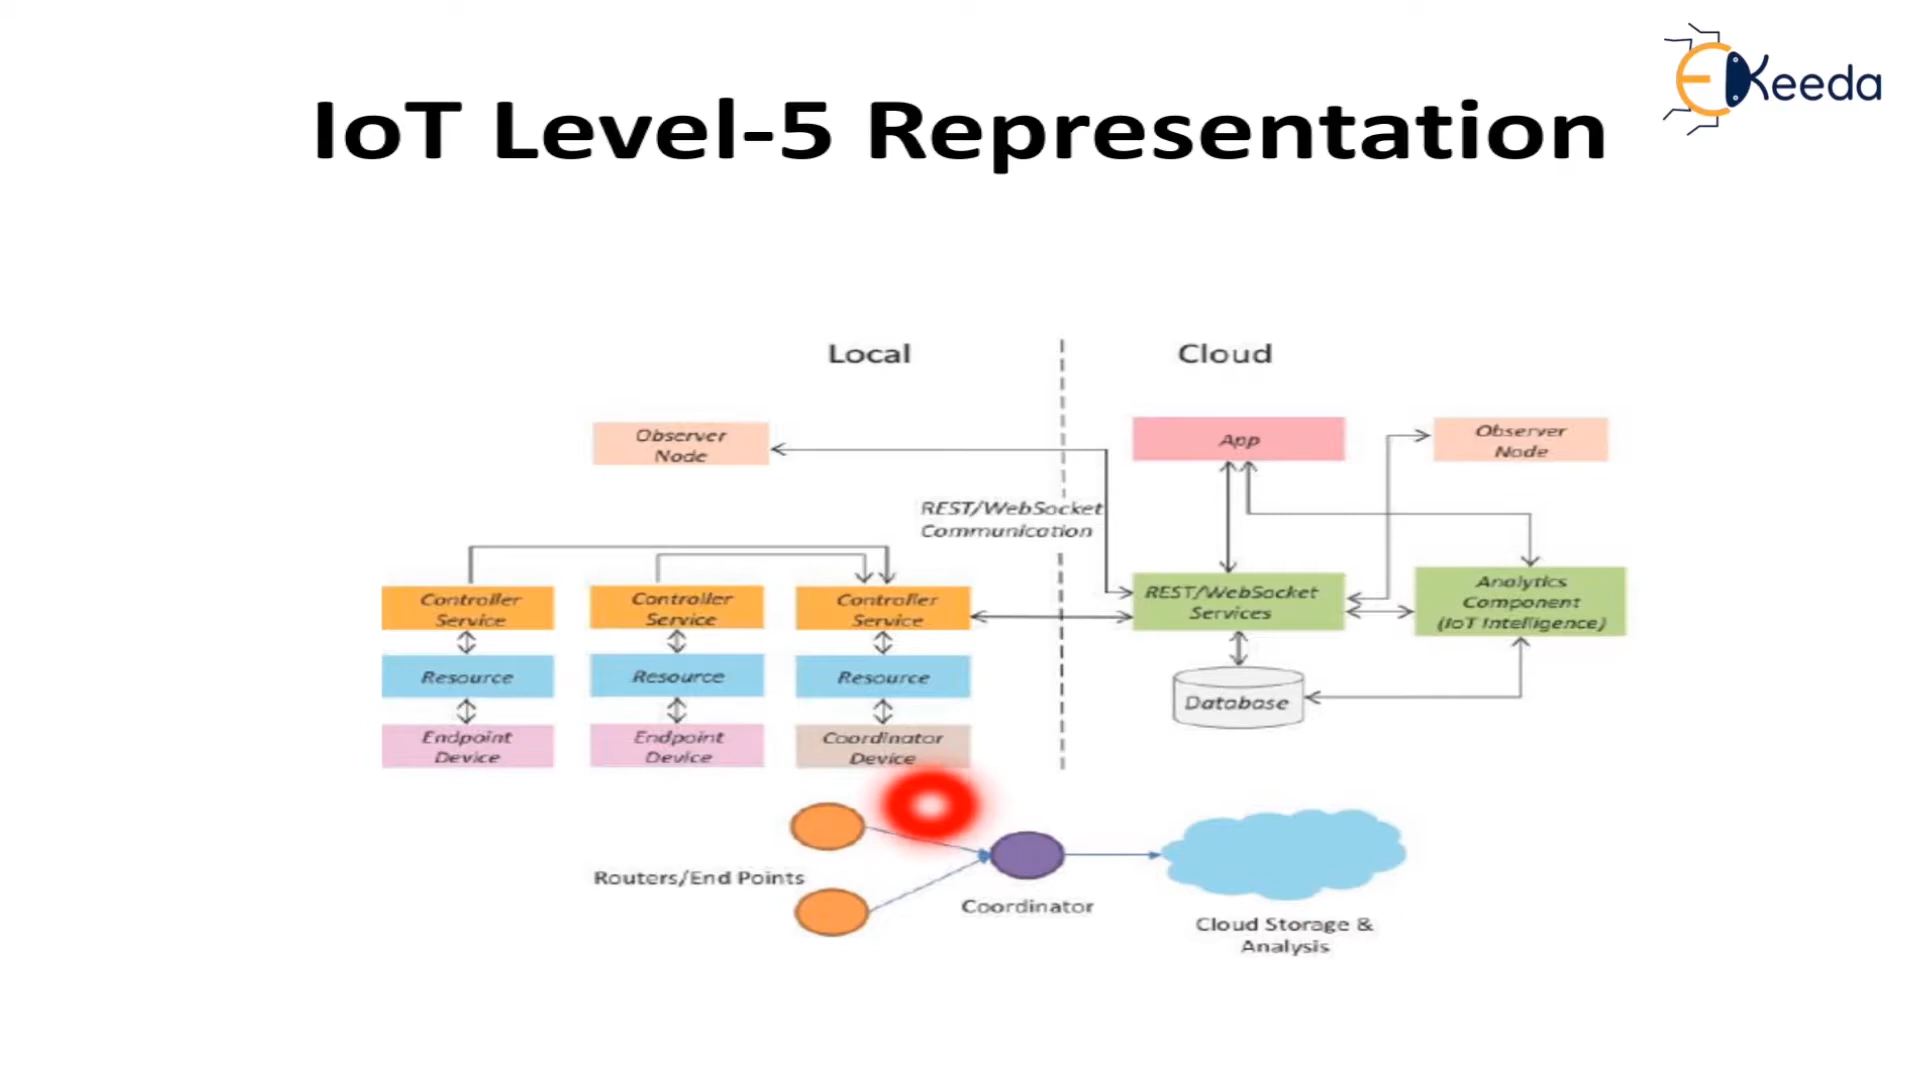 EKeeda
IoT Level-5 Representation
Local
Cloud
Observer
Node
App
Observer
Node
REST/WebSocket
Communication
Controller
Service
Controller
Service
Controller
Service
REST/WebSocket
Services
Analytics
Component
(IoT Intelligence)
Resource
Resource
Resource
Database
Endpoint
Device
Endpoint
Device
Coordinator
Device
Routers/End Points
Coordinator
Cloud Storage &
Analysis